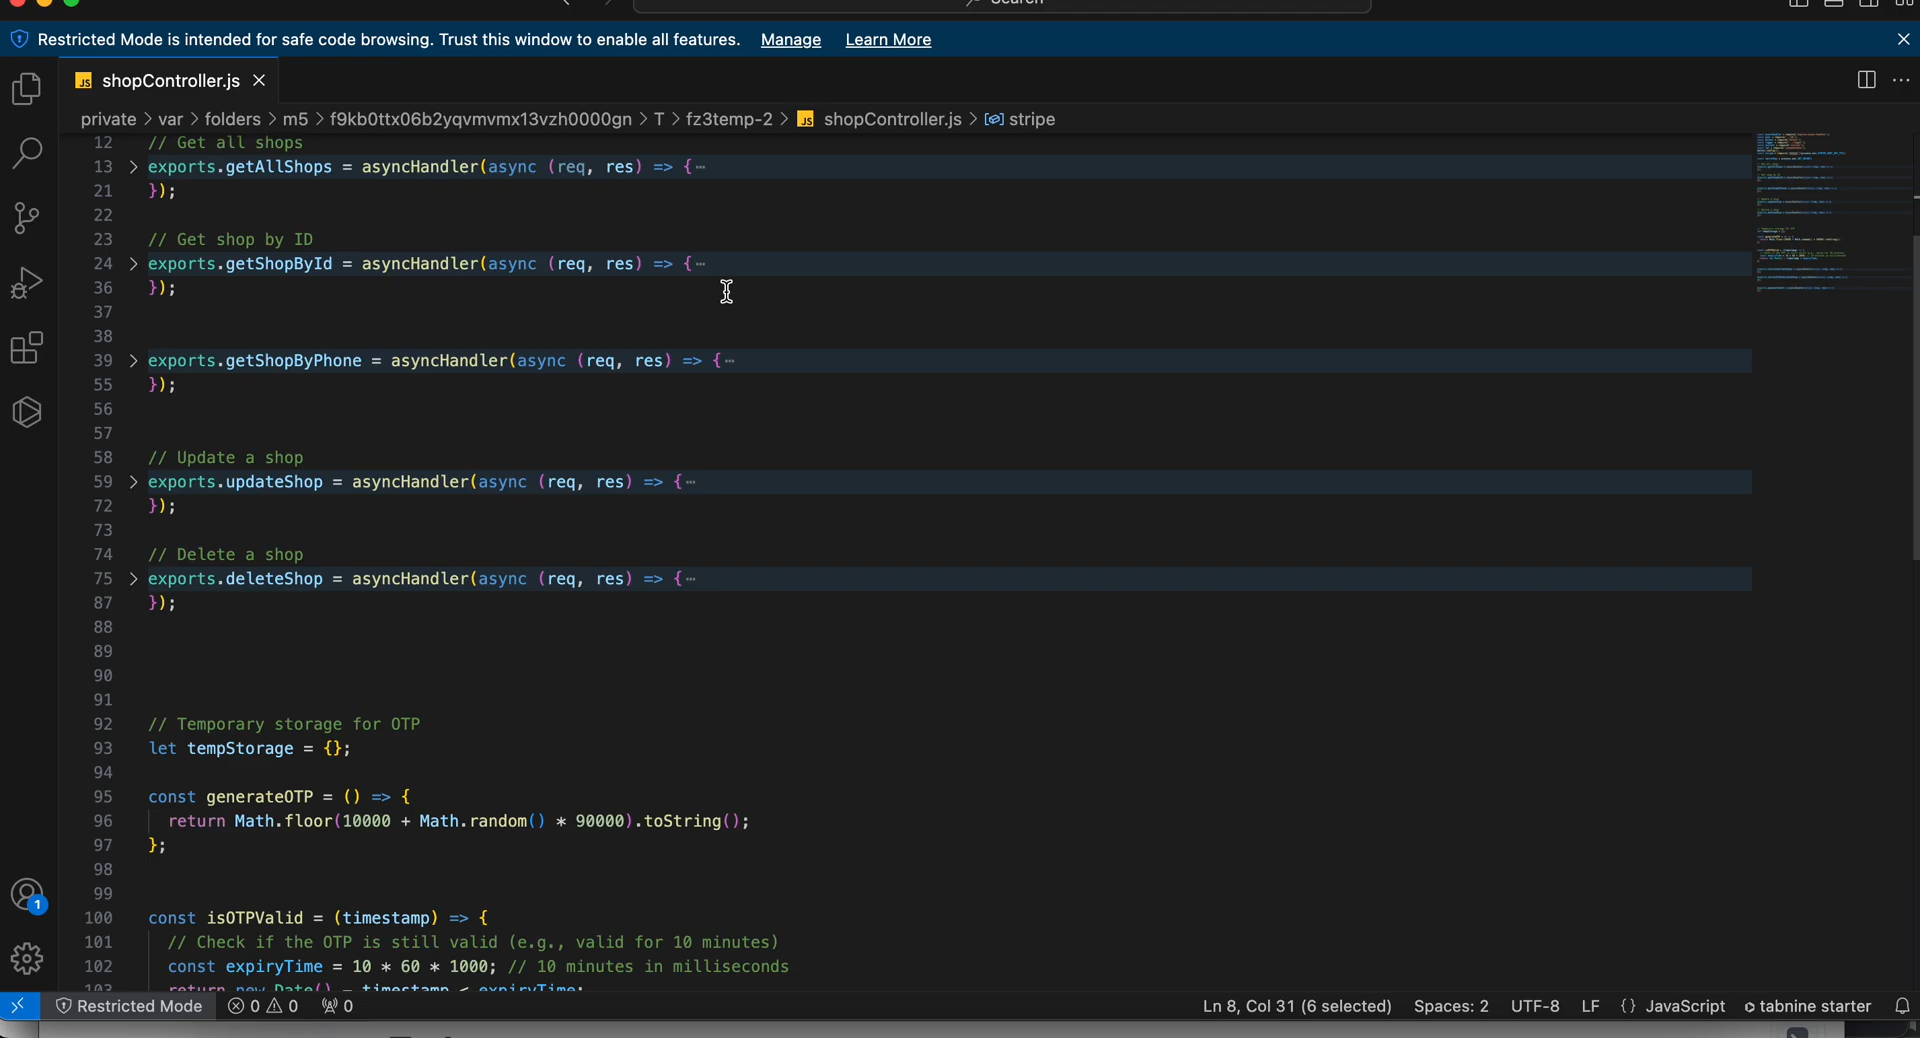 Search
Restricted Mode is intended for safe code browsing. Trust this window to enable all features. Manage Learn More
JS shopController.js
private > var > folders > m5 > f9kb0ttx06b2yqvmvmx13vzh0000gn > T > fz3temp-2 > JS shopController.js > stripe
12 // Get all shops
13 > exports.getAllShops = asyncHandler(async (req, res) => {…
21 });
22
23 // Get shop by ID
24 > exports.getShopById = asyncHandler(async (req, res) => {…
36 });
37
38
39 > exports.getShopByPhone = asyncHandler(async (req, res) => {…
55 });
56
57
58 // Update a shop
59 > exports.updateShop = asyncHandler(async (req, res) => {…
72 });
73
74 // Delete a shop
75 > exports.deleteShop = asyncHandler(async (req, res) => {…
87 });
88
89
90
91
92 // Temporary storage for OTP
93 let tempStorage = {};
94
95 const generateOTP = () => {
96 return Math.floor(10000 + Math.random() * 90000).toString();
97 };
98
99
100 const isOTPValid = (timestamp) => {
101 // Check if the OTP is still valid (e.g., valid for 10 minutes)
102 const expiryTime = 10 * 60 * 1000; // 10 minutes in milliseconds
103 return new Date() - timestamp < expiryTime;
1
Restricted Mode 0 0 0 Ln 8, Col 31 (6 selected) Spaces: 2 UTF-8 LF {} JavaScript tabnine starter